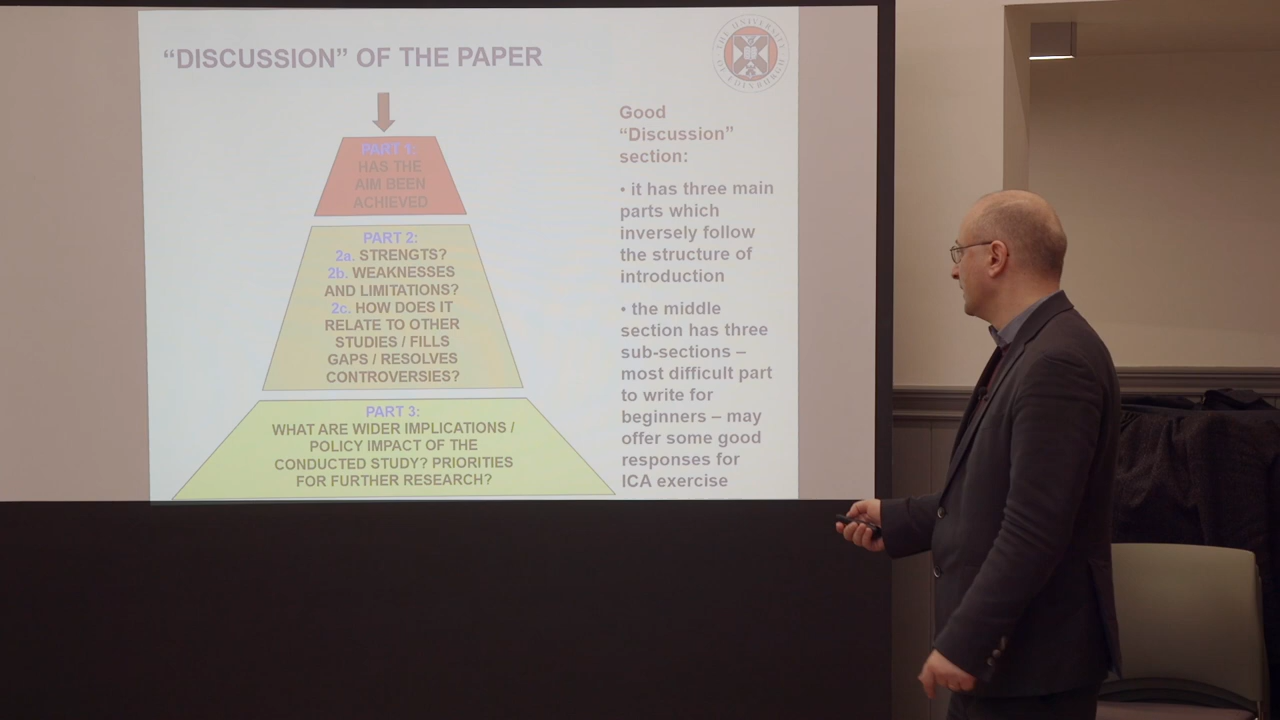 “DISCUSSION” OF THE PAPER
THE UNIVERSITY
OF EDINBURGH
PART 1:
HAS THE
AIM BEEN
ACHIEVED
PART 2:
2a. STRENGTS?
2b. WEAKNESSES
AND LIMITATIONS?
2c. HOW DOES IT
RELATE TO OTHER
STUDIES / FILLS
GAPS / RESOLVES
CONTROVERSIES?
PART 3:
WHAT ARE WIDER IMPLICATIONS /
POLICY IMPACT OF THE
CONDUCTED STUDY? PRIORITIES
FOR FURTHER RESEARCH?
Good
“Discussion”
section:
• it has three main
parts which
inversely follow
the structure of
introduction
• the middle
section has three
sub-sections –
most difficult part
to write for
beginners – may
offer some good
responses for
ICA exercise